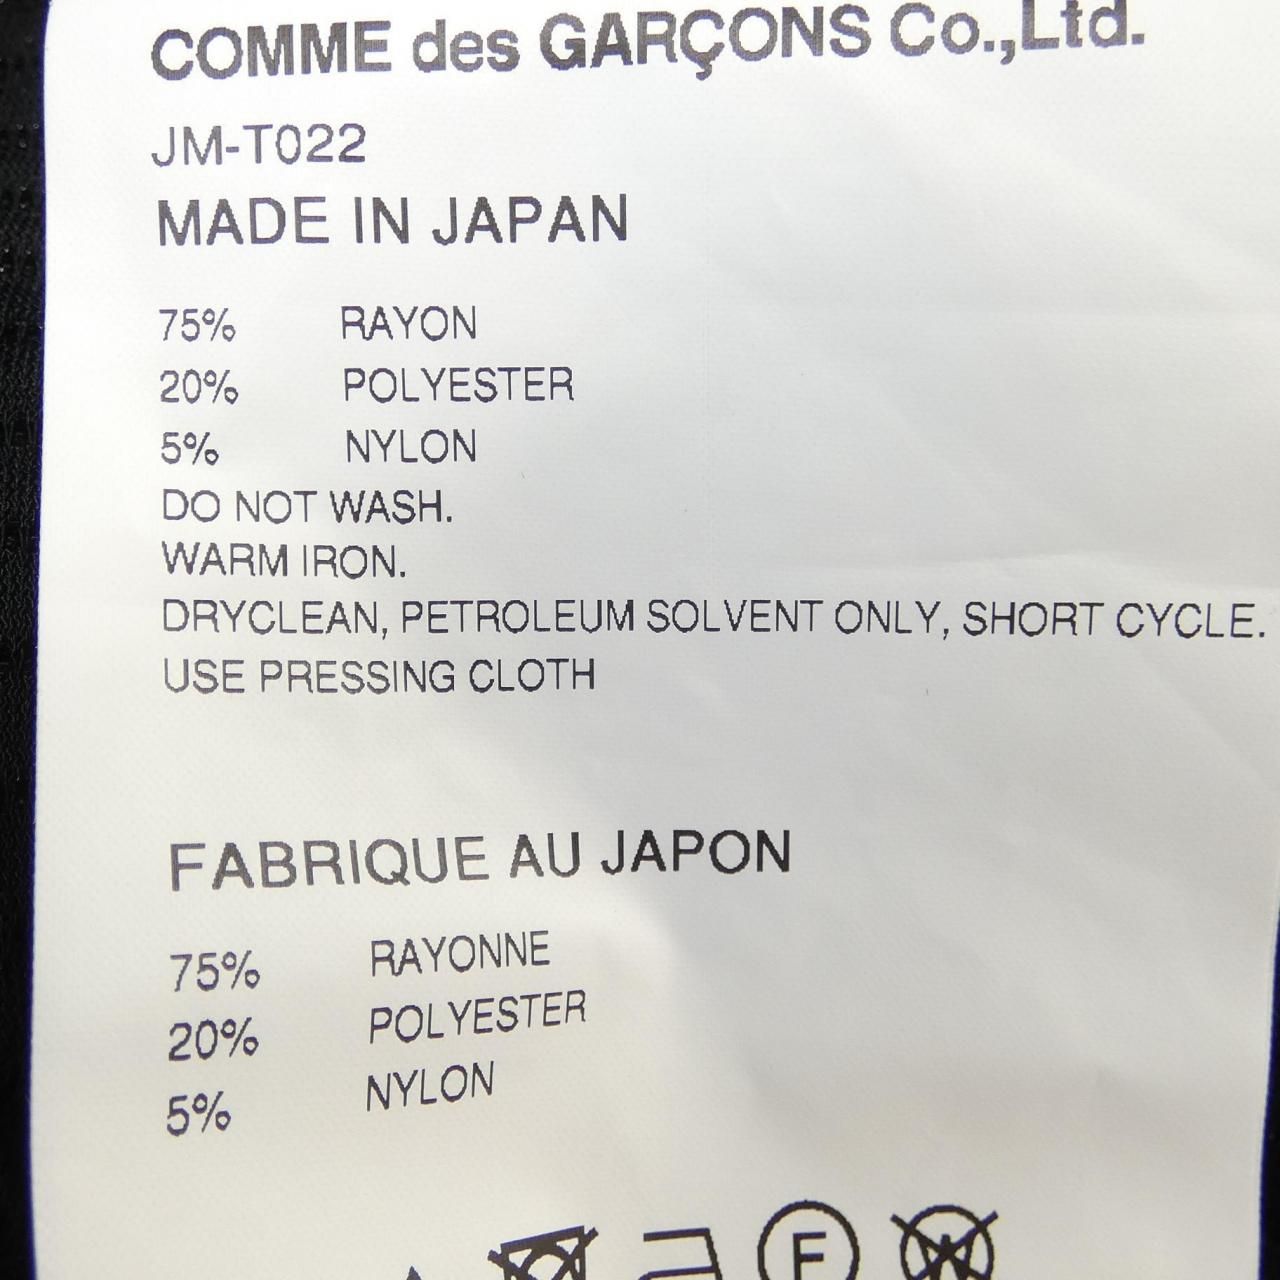 COMME des GARÇONS Co.,Ltd.
JM-T022
MADE IN JAPAN
75% RAYON
20% POLYESTER
5% NYLON
DO NOT WASH.
WARM IRON.
DRYCLEAN, PETROLEUM SOLVENT ONLY, SHORT CYCLE.
USE PRESSING CLOTH
FABRIQUE AU JAPON
75% RAYONNE
20% POLYESTER
5% NYLON
F W